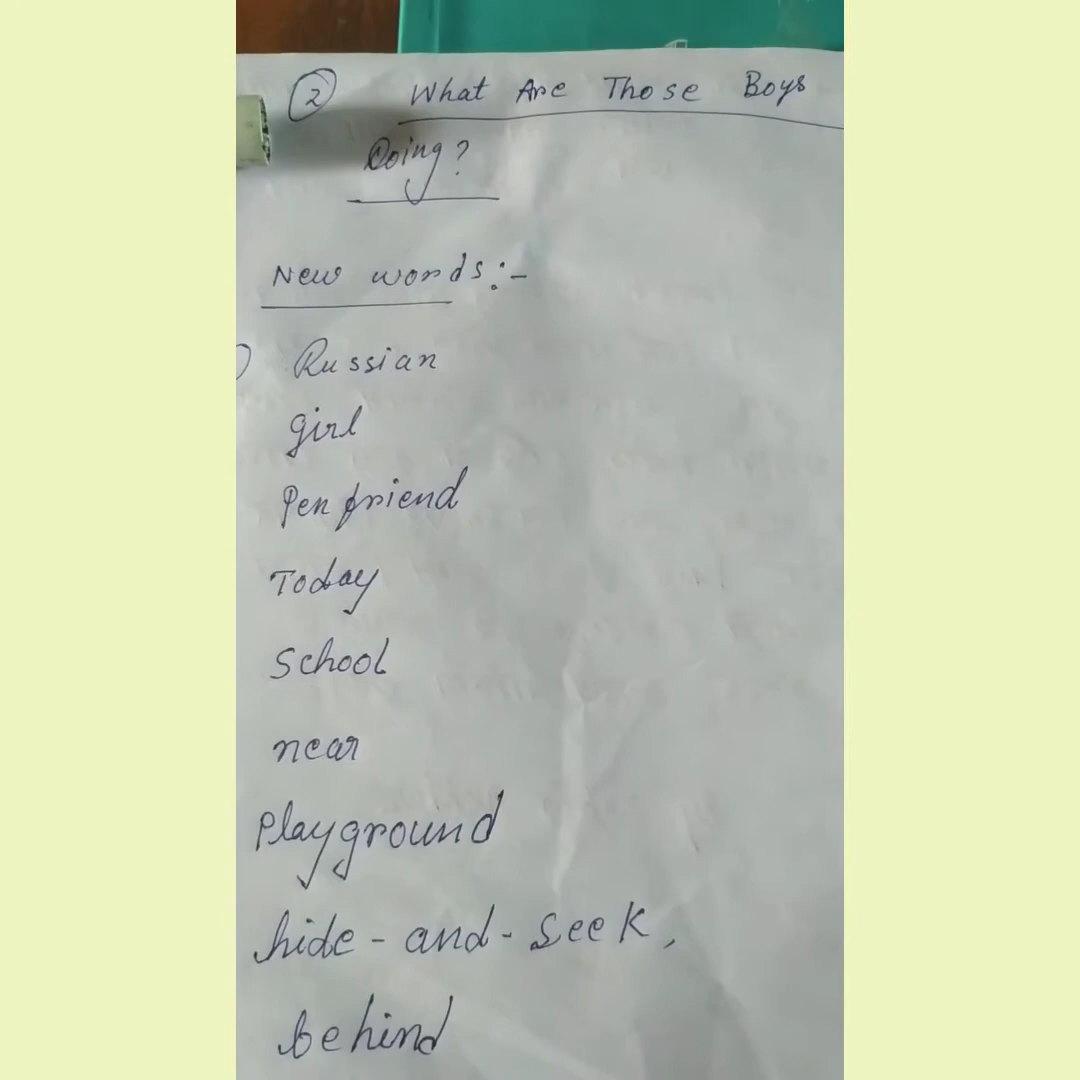 2 What Are Those Boys
Doing?
New words:-
Russian
girl
Pen friend
Today
School
near
Playground
hide-and-seek,
behind